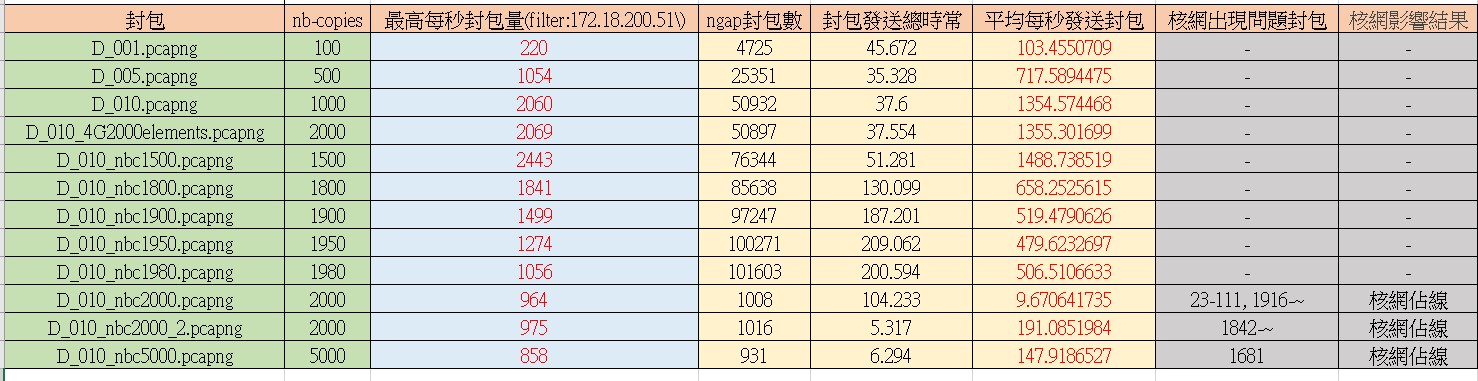 封包 nb-copies 最高每秒封包量(filter:172.18.200.51\) ngap封包數 封包發送總時常 平均每秒發送封包 核網出現問題封包 核網影響結果
D_001.pcapng 100 220 4725 45.672 103.4550709 - -
D_005.pcapng 500 1054 25351 35.328 717.5894475 - -
D_010.pcapng 1000 2060 50932 37.6 1354.574468 - -
D_010_4G2000elements.pcapng 2000 2069 50897 37.554 1355.301699 - -
D_010_nbc1500.pcapng 1500 2443 76344 51.281 1488.738519 - -
D_010_nbc1800.pcapng 1800 1841 85638 130.099 658.2525615 - -
D_010_nbc1900.pcapng 1900 1499 97247 187.201 519.4790626 - -
D_010_nbc1950.pcapng 1950 1274 100271 209.062 479.6232697 - -
D_010_nbc1980.pcapng 1980 1056 101603 200.594 506.5106633 - -
D_010_nbc2000.pcapng 2000 964 1008 104.233 9.670641735 23-111, 1916-~ 核網佔線
D_010_nbc2000_2.pcapng 2000 975 1016 5.317 191.0851984 1842-~ 核網佔線
D_010_nbc5000.pcapng 5000 858 931 6.294 147.9186527 1681 核網佔線